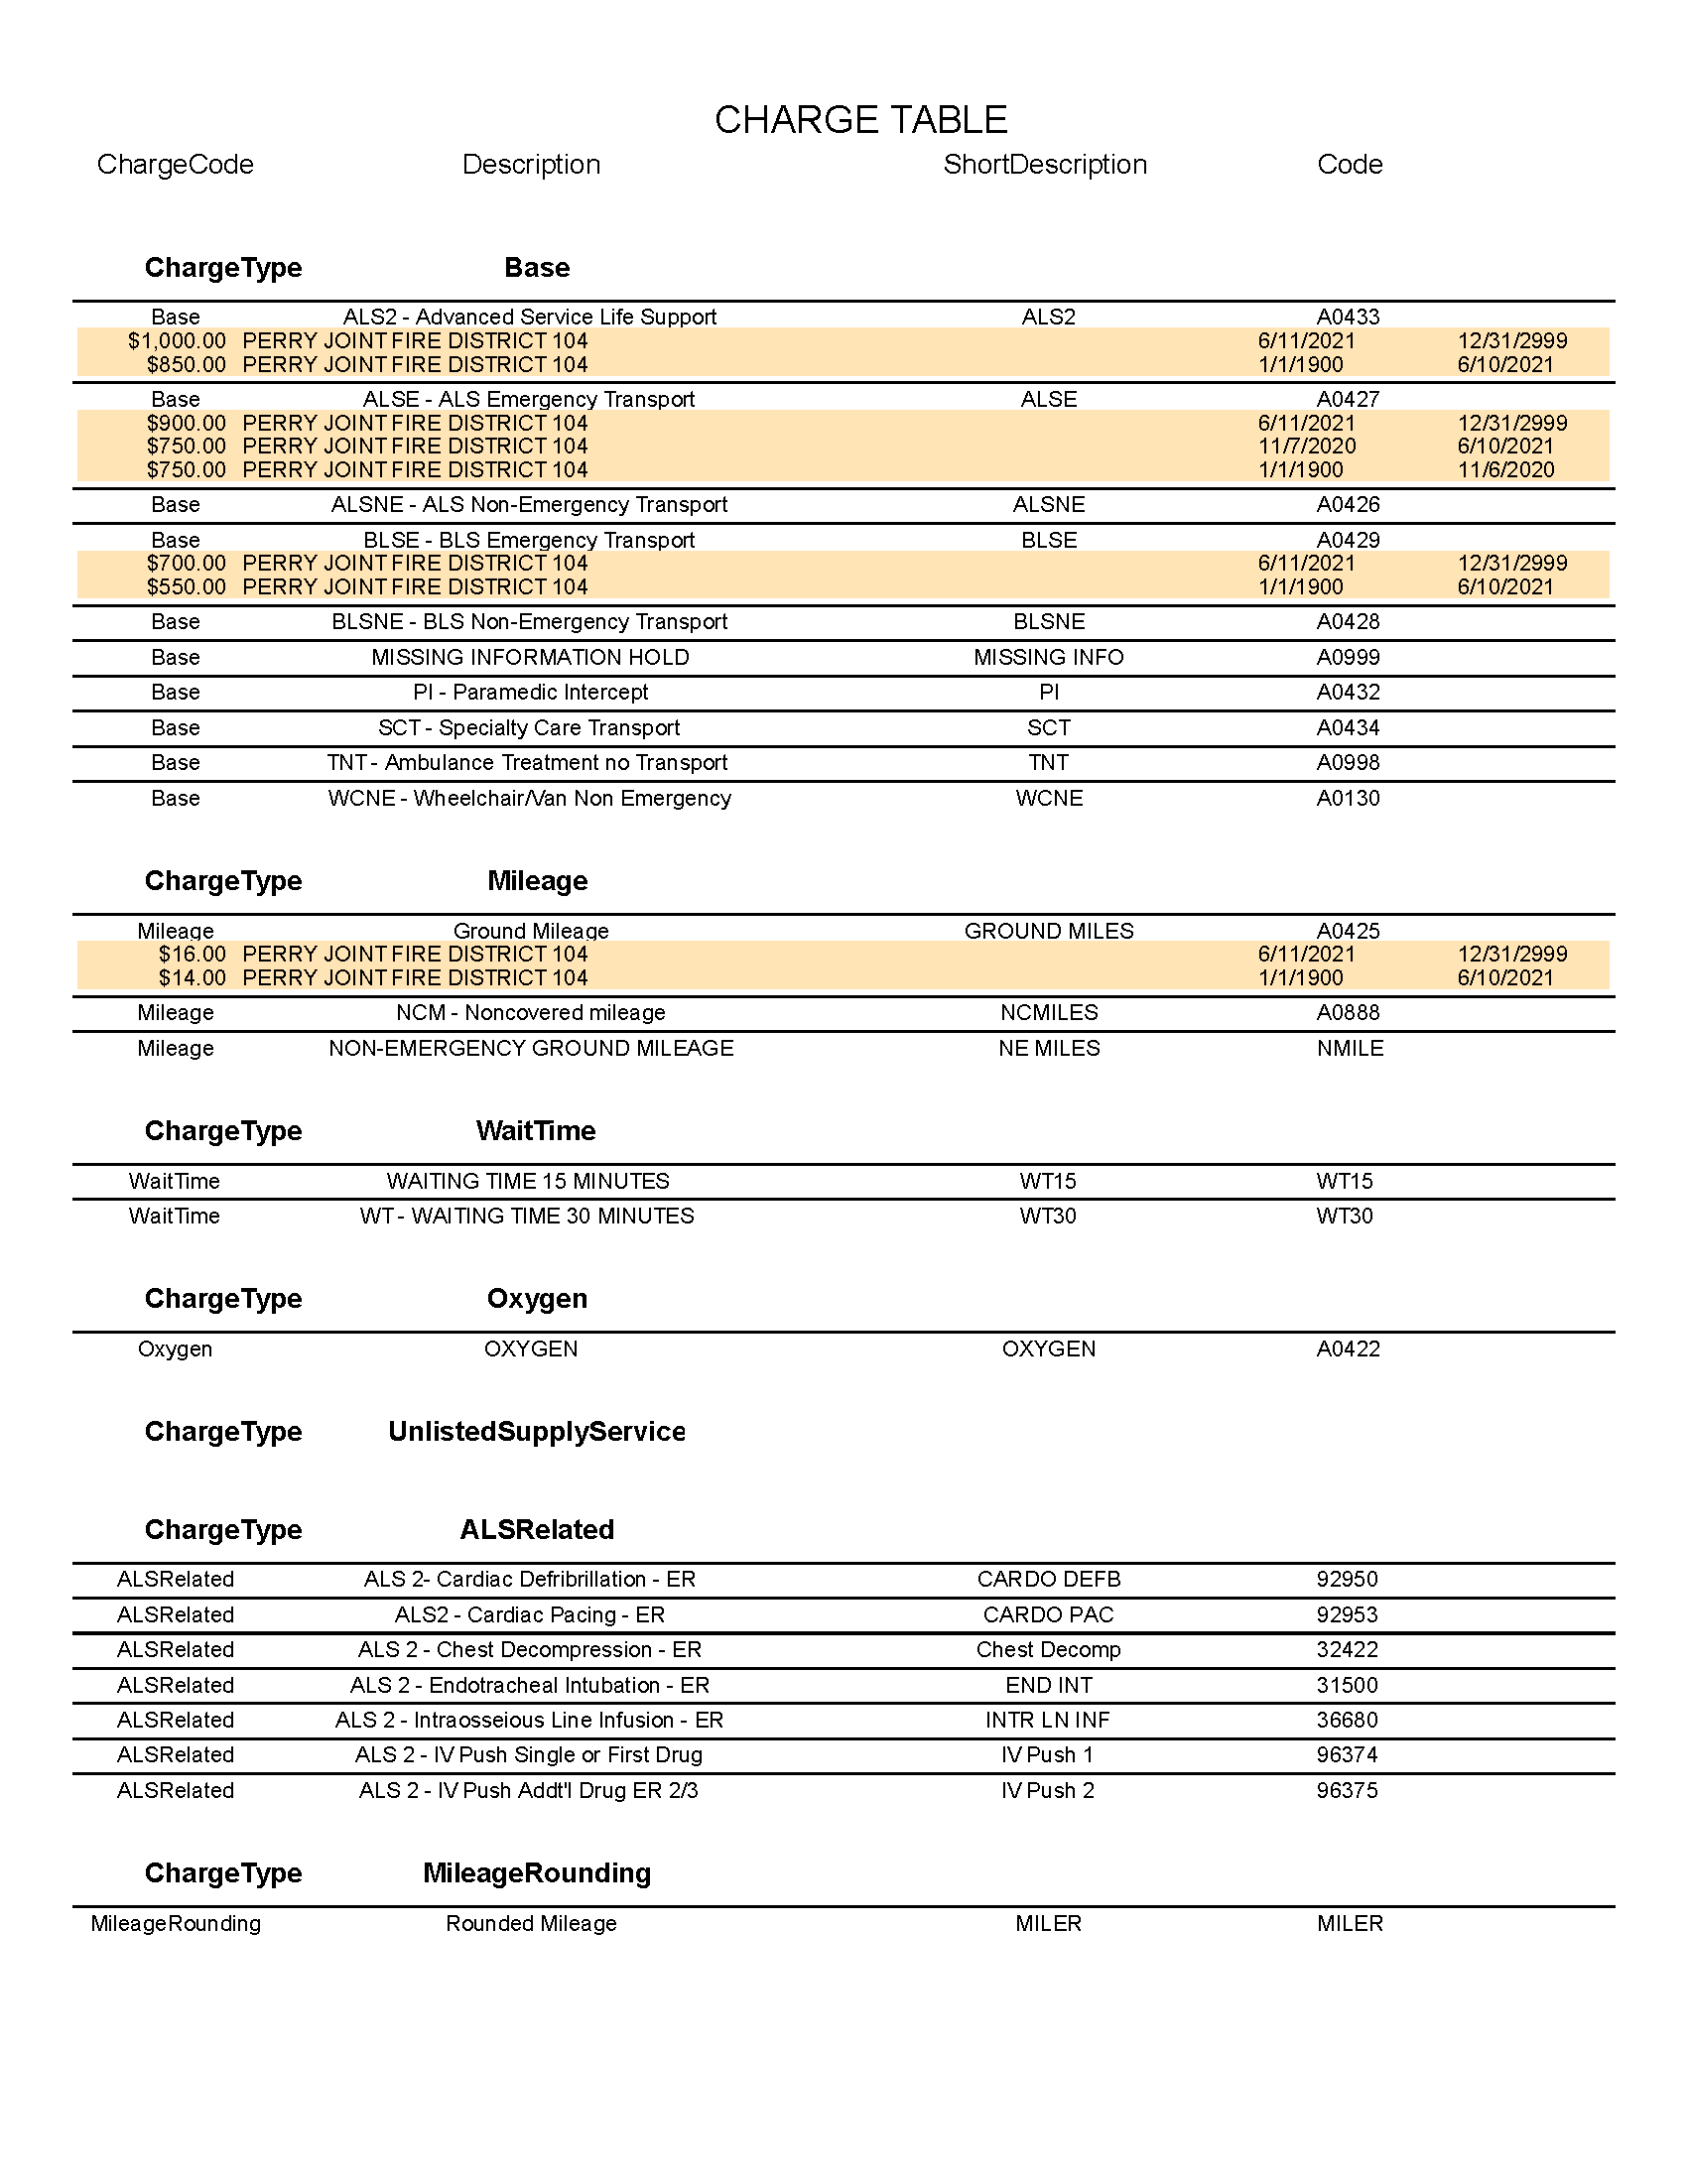 CHARGE TABLE
ChargeCode Description ShortDescription Code
ChargeType Base
Base ALS2 - Advanced Service Life Support ALS2 A0433
$1,000.00 PERRY JOINT FIRE DISTRICT 104 6/11/2021 12/31/2999
$850.00 PERRY JOINT FIRE DISTRICT 104 1/1/1900 6/10/2021
Base ALSE - ALS Emergency Transport ALSE A0427
$900.00 PERRY JOINT FIRE DISTRICT 104 6/11/2021 12/31/2999
$750.00 PERRY JOINT FIRE DISTRICT 104 11/7/2020 6/10/2021
$750.00 PERRY JOINT FIRE DISTRICT 104 1/1/1900 11/6/2020
Base ALSNE - ALS Non-Emergency Transport ALSNE A0426
Base BLSE - BLS Emergency Transport BLSE A0429
$700.00 PERRY JOINT FIRE DISTRICT 104 6/11/2021 12/31/2999
$550.00 PERRY JOINT FIRE DISTRICT 104 1/1/1900 6/10/2021
Base BLSNE - BLS Non-Emergency Transport BLSNE A0428
Base MISSING INFORMATION HOLD MISSING INFO A0999
Base PI - Paramedic Intercept PI A0432
Base SCT - Specialty Care Transport SCT A0434
Base TNT - Ambulance Treatment no Transport TNT A0998
Base WCNE - Wheelchair/Van Non Emergency WCNE A0130
ChargeType Mileage
Mileage Ground Mileage GROUND MILES A0425
$16.00 PERRY JOINT FIRE DISTRICT 104 6/11/2021 12/31/2999
$14.00 PERRY JOINT FIRE DISTRICT 104 1/1/1900 6/10/2021
Mileage NCM - Noncovered mileage NCMILES A0888
Mileage NON-EMERGENCY GROUND MILEAGE NE MILES NMILE
ChargeType WaitTime
WaitTime WAITING TIME 15 MINUTES WT15 WT15
WaitTime WT - WAITING TIME 30 MINUTES WT30 WT30
ChargeType Oxygen
Oxygen OXYGEN OXYGEN A0422
ChargeType UnlistedSupplyService
ChargeType ALSRelated
ALSRelated ALS 2- Cardiac Defribrillation - ER CARDO DEFB 92950
ALSRelated ALS2 - Cardiac Pacing - ER CARDO PAC 92953
ALSRelated ALS 2 - Chest Decompression - ER Chest Decomp 32422
ALSRelated ALS 2 - Endotracheal Intubation - ER END INT 31500
ALSRelated ALS 2 - Intraosseious Line Infusion - ER INTR LN INF 36680
ALSRelated ALS 2 - IV Push Single or First Drug IV Push 1 96374
ALSRelated ALS 2 - IV Push Addt'l Drug ER 2/3 IV Push 2 96375
ChargeType MileageRounding
MileageRounding Rounded Mileage MILER MILER